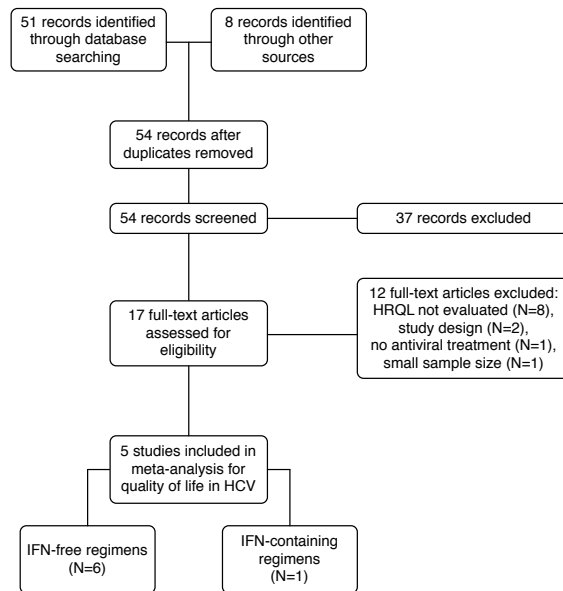 51 records identified
through database
searching
8 records identified
through other
sources
54 records after
duplicates removed
54 records screened
37 records excluded
17 full-text articles
assessed for
eligibility
12 full-text articles excluded:
HRQL not evaluated (N=8),
study design (N=2),
no antiviral treatment (N=1),
small sample size (N=1)
5 studies included in
meta-analysis for
quality of life in HCV
IFN-free regimens
(N=6)
IFN-containing
regimens
(N=1)